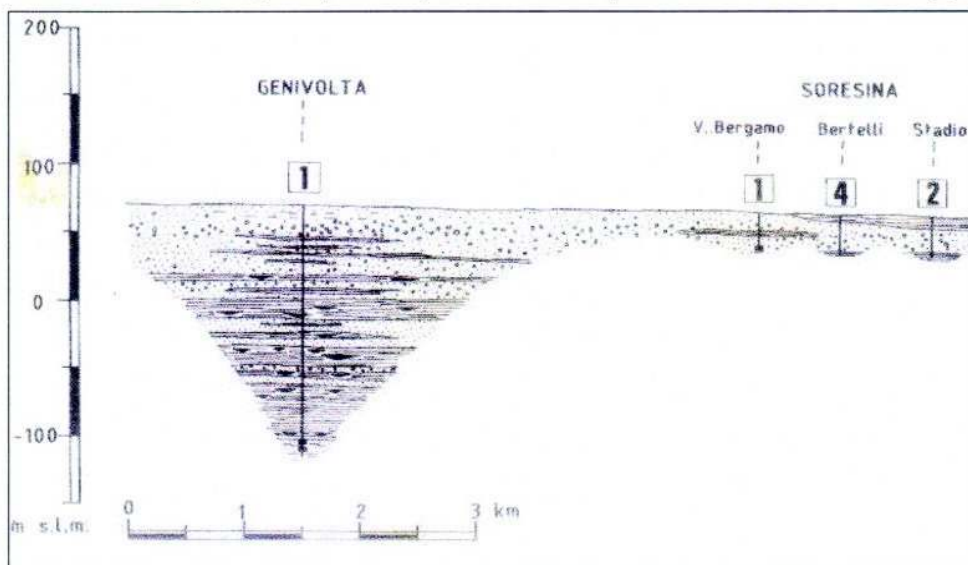 200
GENIVOLTA
SORESINA
V. Bergamo Bertelli Stadio
100
1
1 4 2
0
-100
0 1 2 3 km
m s.l.m.